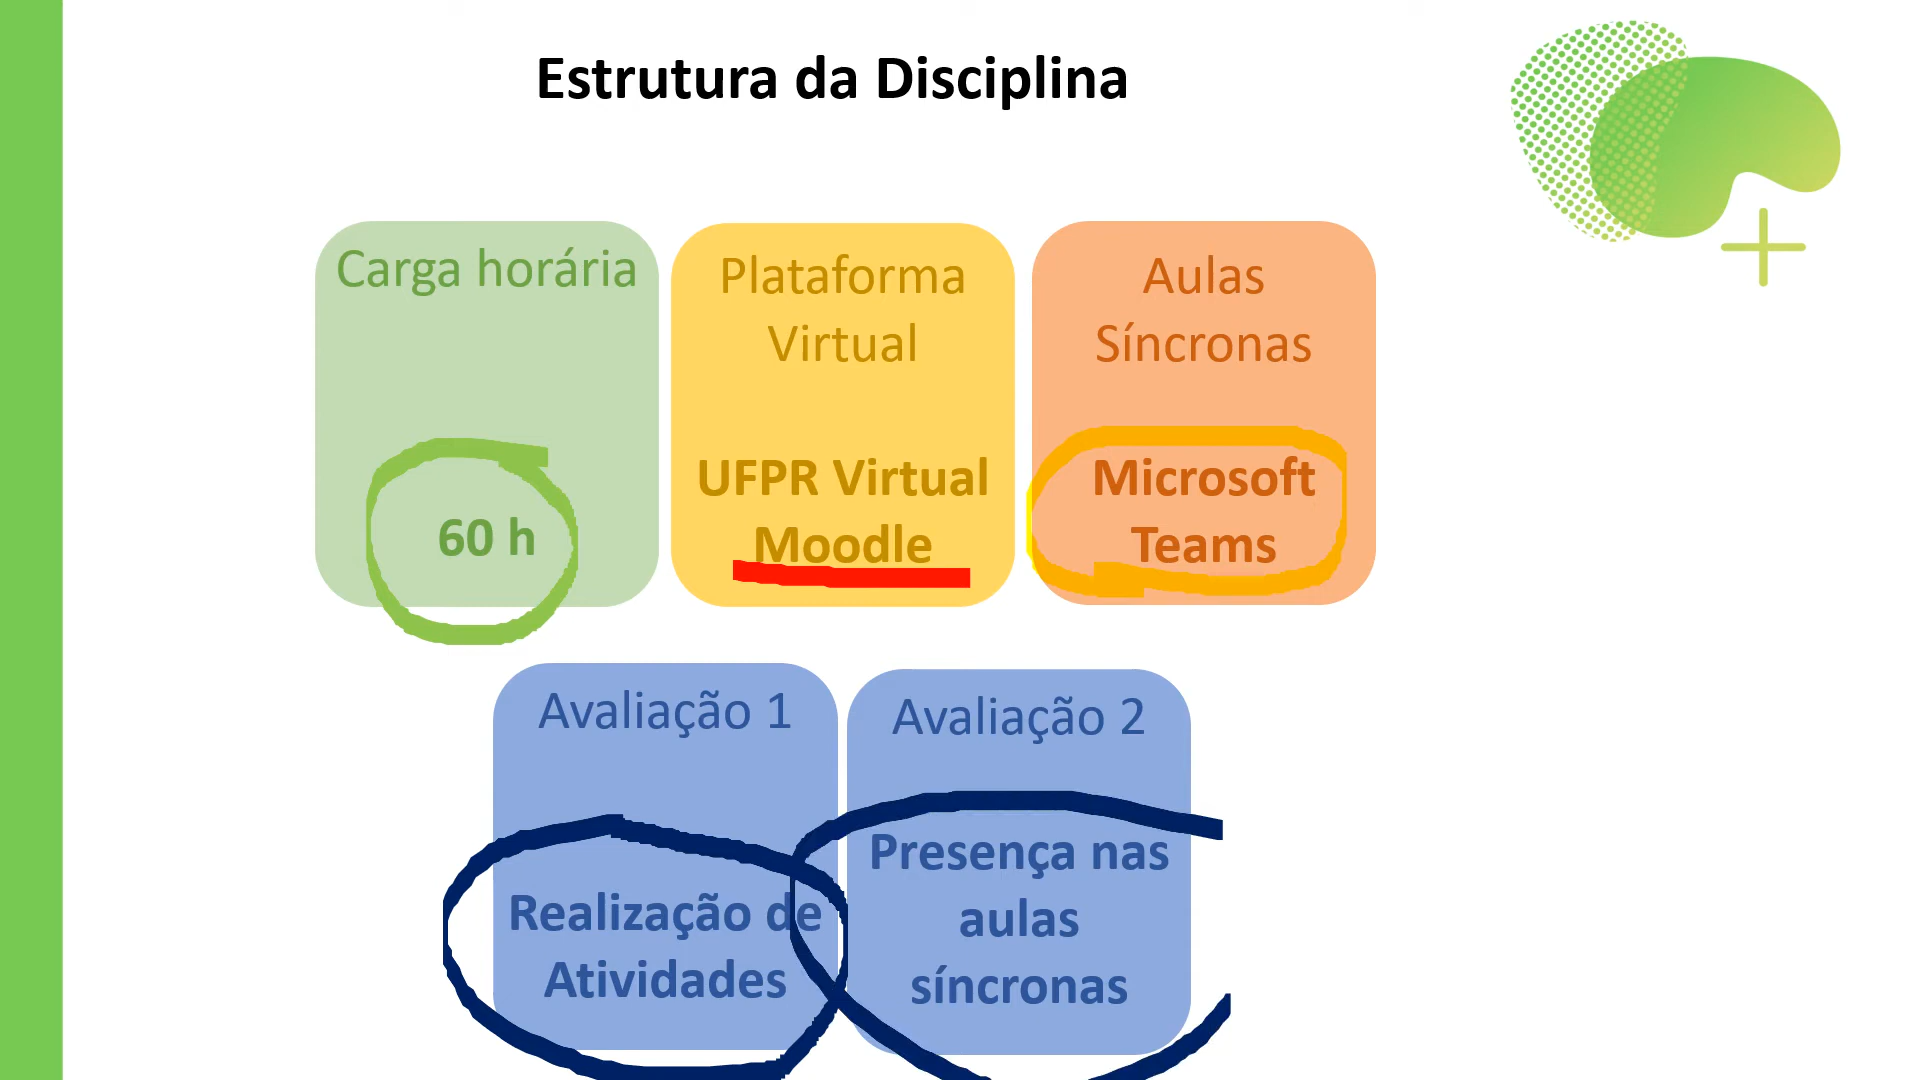 Estrutura da Disciplina
Carga horária
60 h
Plataforma
Virtual
UFPR Virtual
Moodle
Aulas
Síncronas
Microsoft
Teams
Avaliação 1
Realização de
Atividades
Avaliação 2
Presença nas
aulas
síncronas